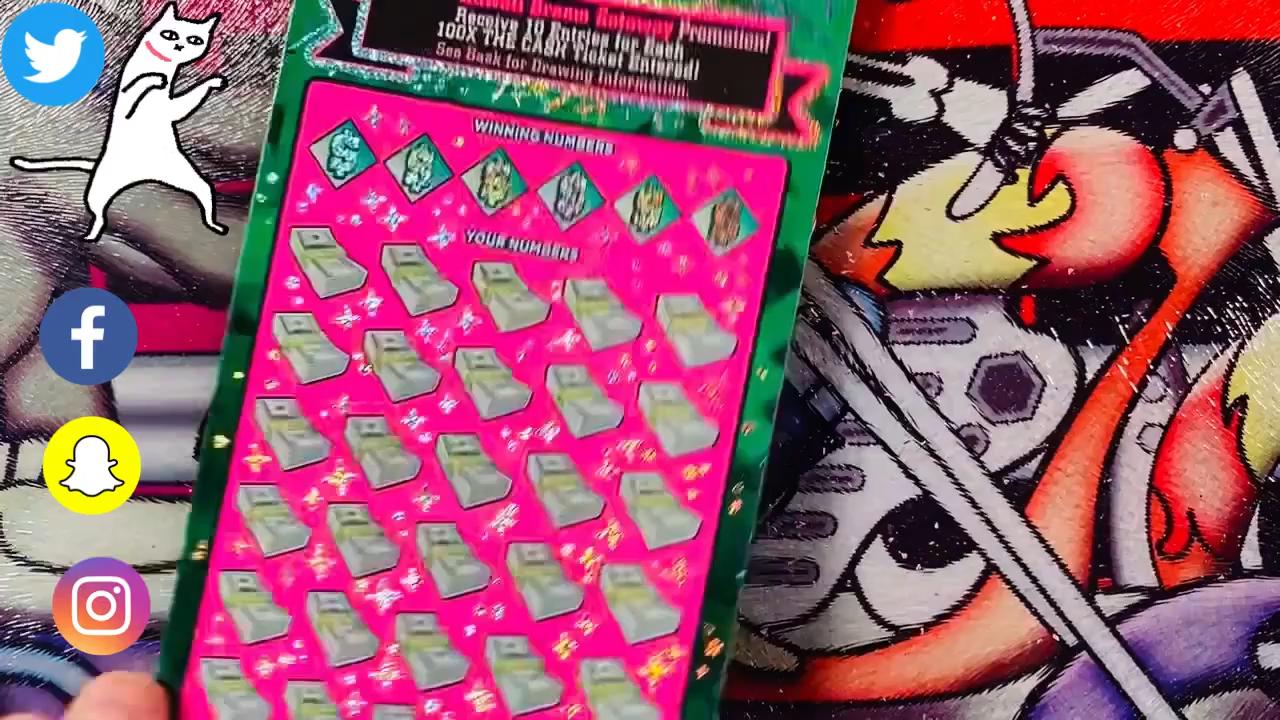 Promotion!
Receive 10 Entries for Each
100X THE CASH Ticket Entered!
See Back for Drawing Information.
WINNING NUMBERS
YOUR NUMBERS